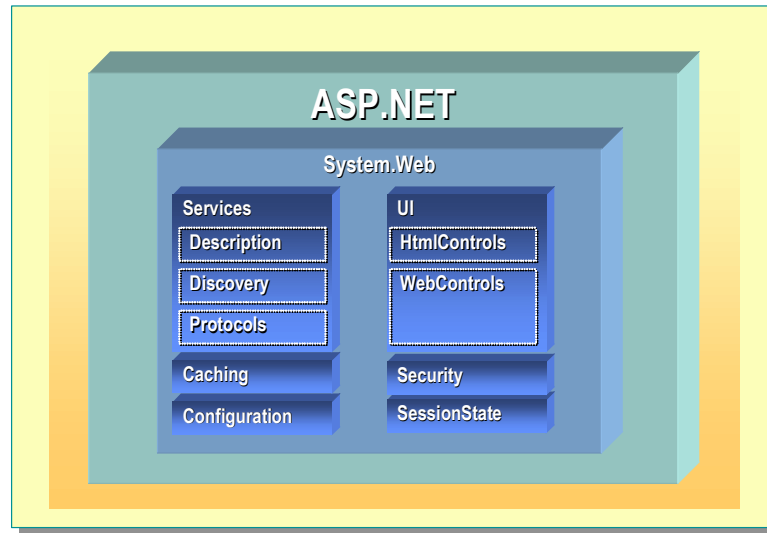 ASP.NET
System.Web
Services
Description
Discovery
Protocols
Caching
Configuration
UI
HtmlControls
WebControls
Security
SessionState